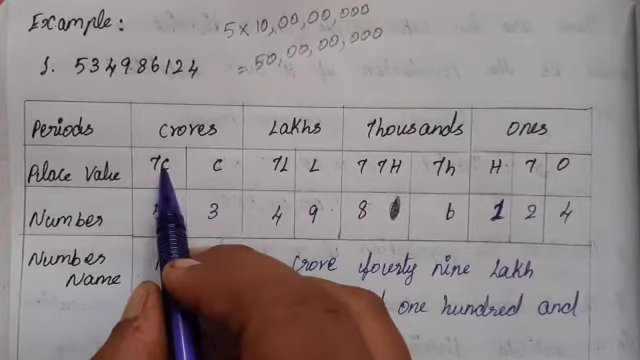 Example:
5 × 10,00,00,000
1. 534986124
= 50,00,00,000
Periods Crores Lakhs Thousands Ones
Place Value TC C TL L T TH Th H T O
Number 3 4 9 8 6 1 2 4
Number Crore fourty nine Lakh
Name one hundred and